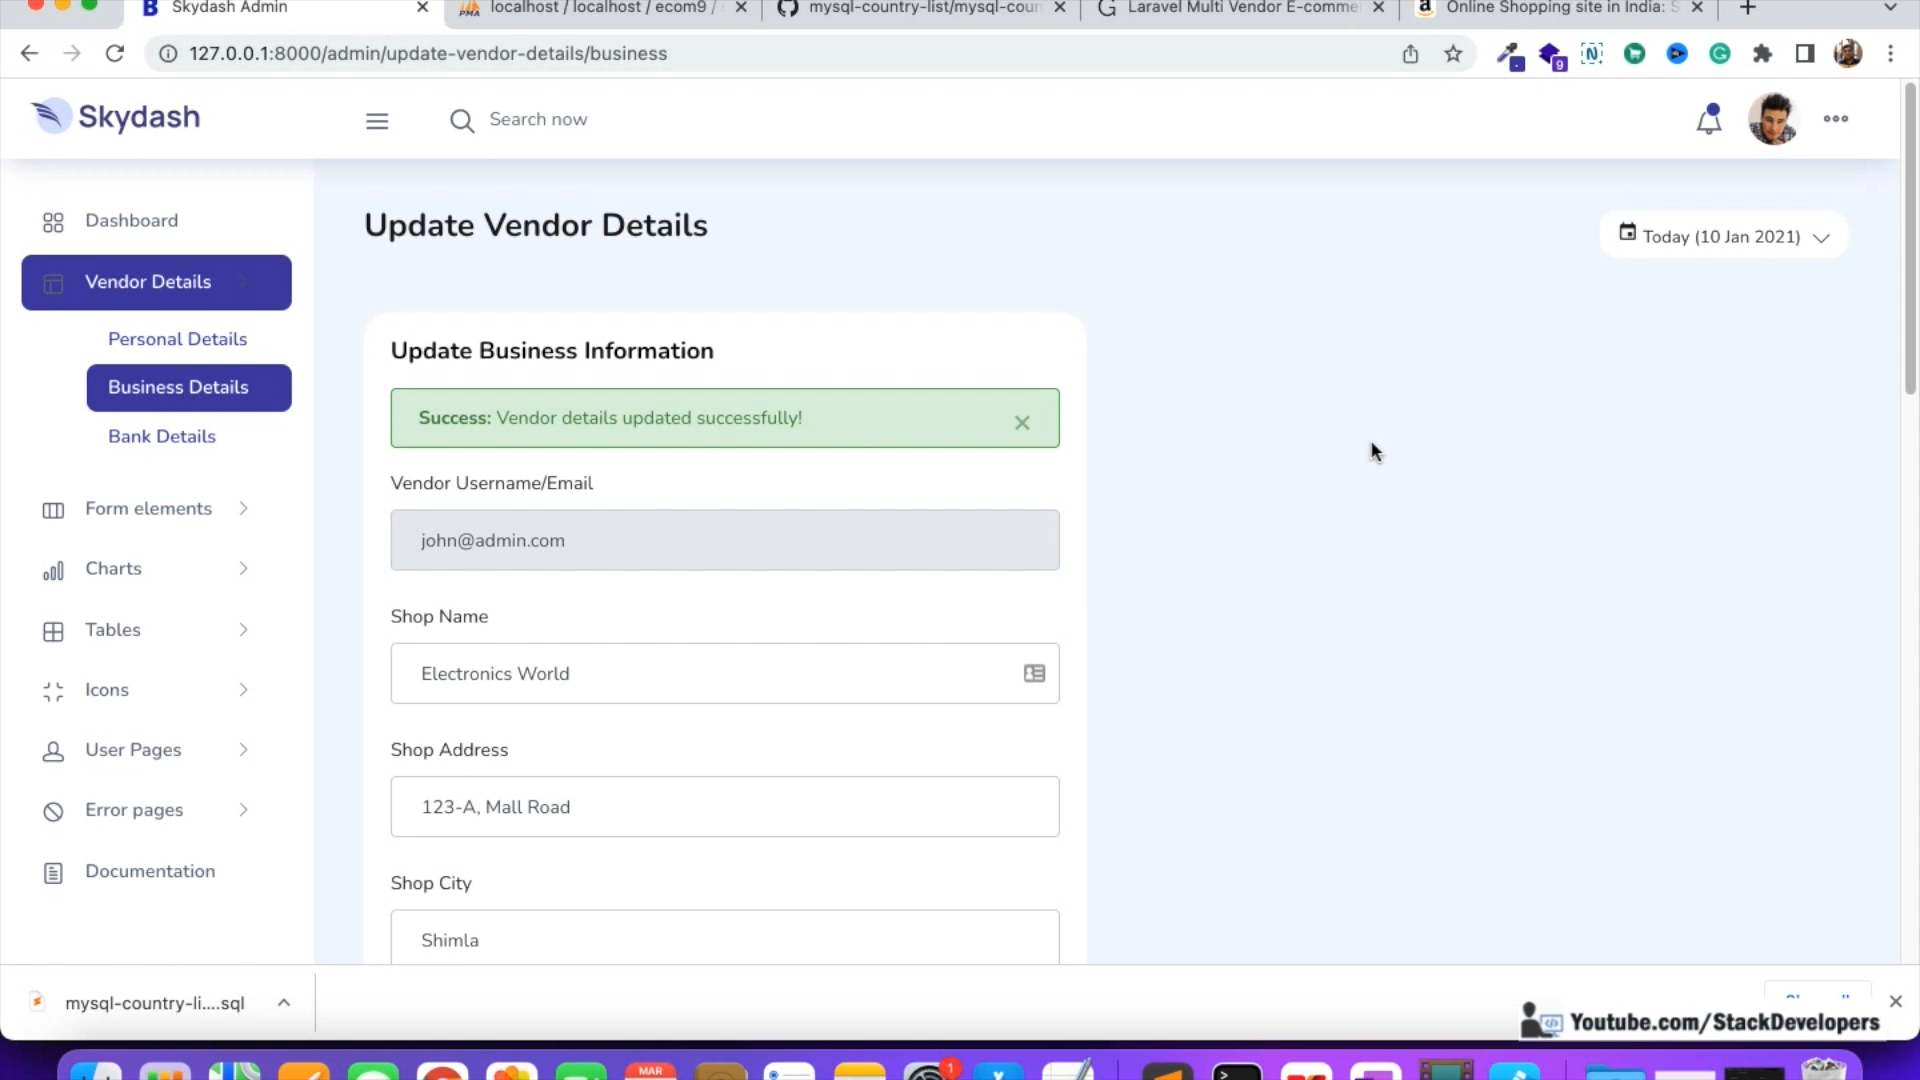 Skydash Admin
localhost / localhost / ecom9 /
mysql-country-list/mysql-coun
Laravel Multi Vendor E-comme
Online Shopping site in India: S
127.0.0.1:8000/admin/update-vendor-details/business
9
Skydash
Search now
Dashboard
Vendor Details
Personal Details
Business Details
Bank Details
Form elements
Charts
Tables
Icons
User Pages
Error pages
Documentation
Update Vendor Details
Today (10 Jan 2021)
Update Business Information
Success: Vendor details updated successfully!
Vendor Username/Email
john@admin.com
Shop Name
Electronics World
Shop Address
123-A, Mall Road
Shop City
Shimla
mysql-country-li....sql
Youtube.com/StackDevelopers
MAR
1